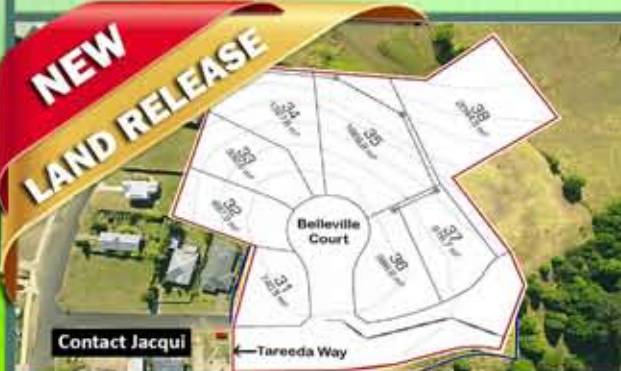 NEW
LAND RELEASE
34
35
38
33
32
37
36
31
Belleville
Court
Contact Jacqui
Tareeda Way